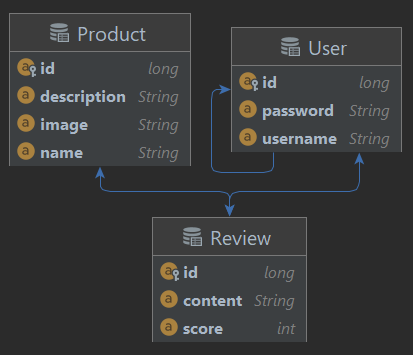 Product
id long
description String
image String
name String
User
id long
password String
username String
Review
id long
content String
score int